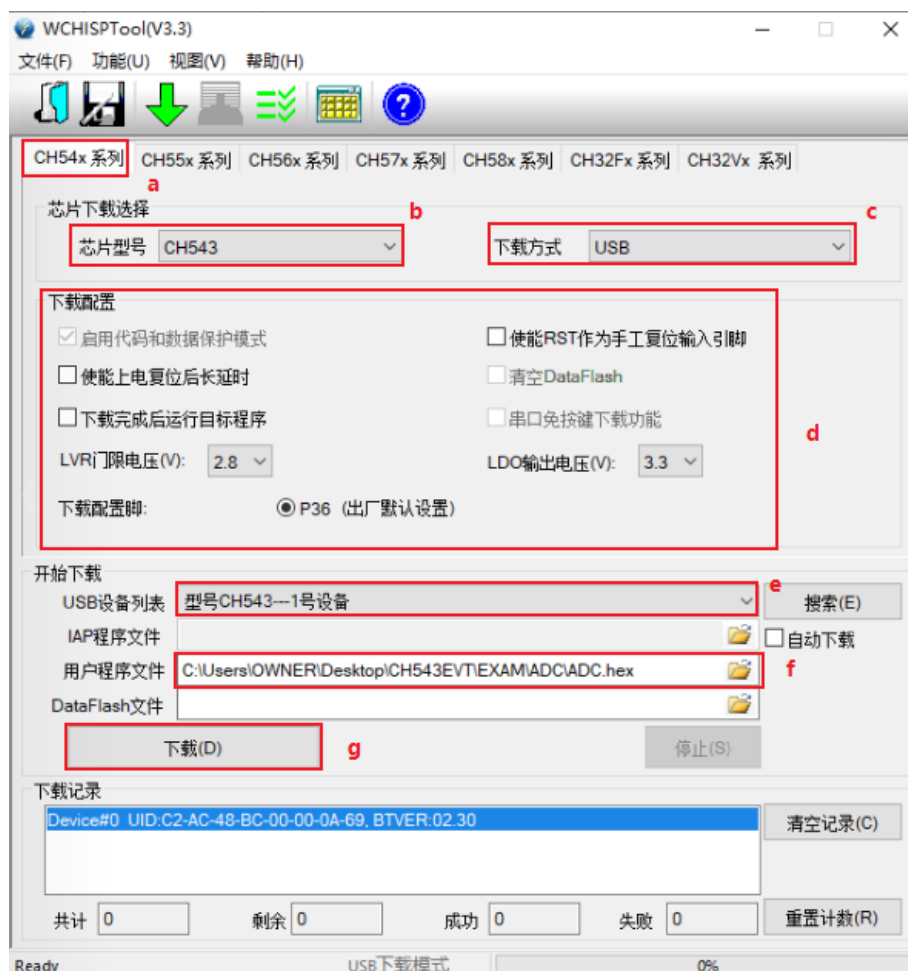 WCHISPTool(V3.3)
文件(F) 功能(U) 视图(V) 帮助(H)
CH54x 系列 CH55x 系列 CH56x 系列 CH57x 系列 CH58x 系列 CH32Fx 系列 CH32Vx 系列
a
芯片下载选择 b c
芯片型号 CH543 下载方式 USB
下载配置
启用代码和数据保护模式 使能RST作为手工复位输入引脚
使能上电复位后长延时 清空DataFlash
下载完成后运行目标程序 串口免按键下载功能
d
LVR门限电压(V): 2.8 LDO输出电压(V): 3.3
下载配置脚: P36 (出厂默认设置)
开始下载
USB设备列表 型号CH543---1号设备 e 搜索(E)
IAP程序文件 自动下载
用户程序文件 C:\Users\OWNER\Desktop\CH543EVT\EXAM\ADC\ADC.hex f
DataFlash文件
下载(D) g 停止(S)
下载记录
Device#0 UID:C2-AC-48-BC-00-00-0A-69, BTVER:02.30
清空记录(C)
共计 0 剩余 0 成功 0 失败 0 重置计数(R)
Ready USB下载模式 0%